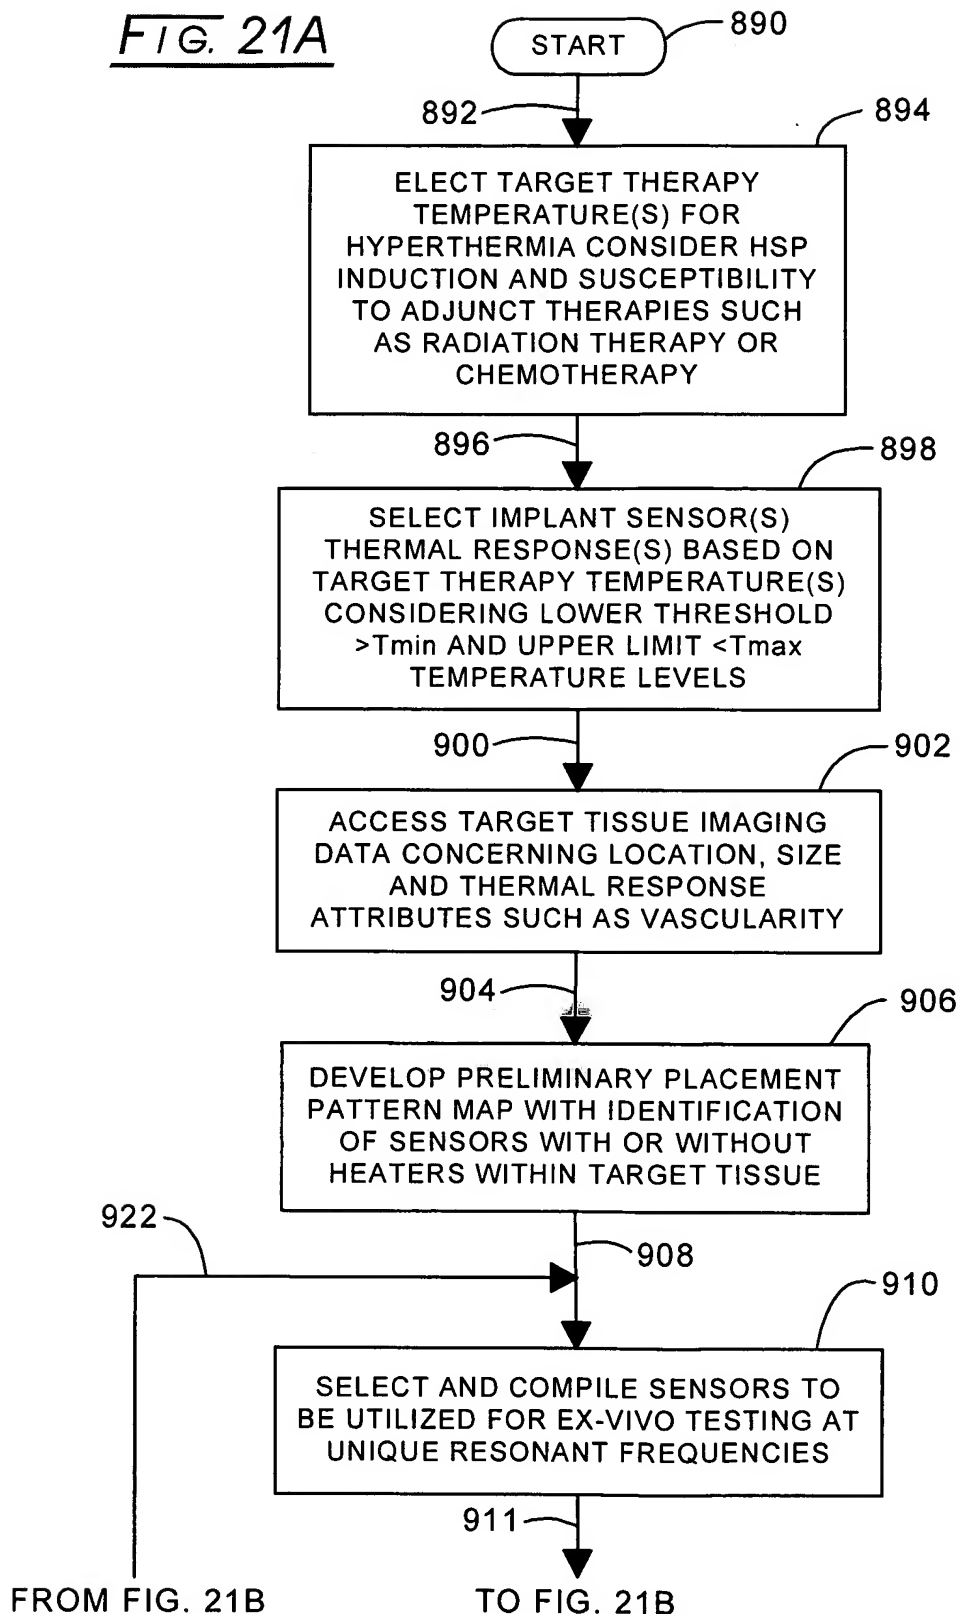 FIG. 21A
START
890
892
894
ELECT TARGET THERAPY
TEMPERATURE(S) FOR
HYPERTHERMIA CONSIDER HSP
INDUCTION AND SUSCEPTIBILITY
TO ADJUNCT THERAPIES SUCH
AS RADIATION THERAPY OR
CHEMOTHERAPY
896
898
SELECT IMPLANT SENSOR(S)
THERMAL RESPONSE(S) BASED ON
TARGET THERAPY TEMPERATURE(S)
CONSIDERING LOWER THRESHOLD
>Tmin AND UPPER LIMIT <Tmax
TEMPERATURE LEVELS
900
902
ACCESS TARGET TISSUE IMAGING
DATA CONCERNING LOCATION, SIZE
AND THERMAL RESPONSE
ATTRIBUTES SUCH AS VASCULARITY
904
906
DEVELOP PRELIMINARY PLACEMENT
PATTERN MAP WITH IDENTIFICATION
OF SENSORS WITH OR WITHOUT
HEATERS WITHIN TARGET TISSUE
922
908
910
SELECT AND COMPILE SENSORS TO
BE UTILIZED FOR EX-VIVO TESTING AT
UNIQUE RESONANT FREQUENCIES
911
FROM FIG. 21B
TO FIG. 21B